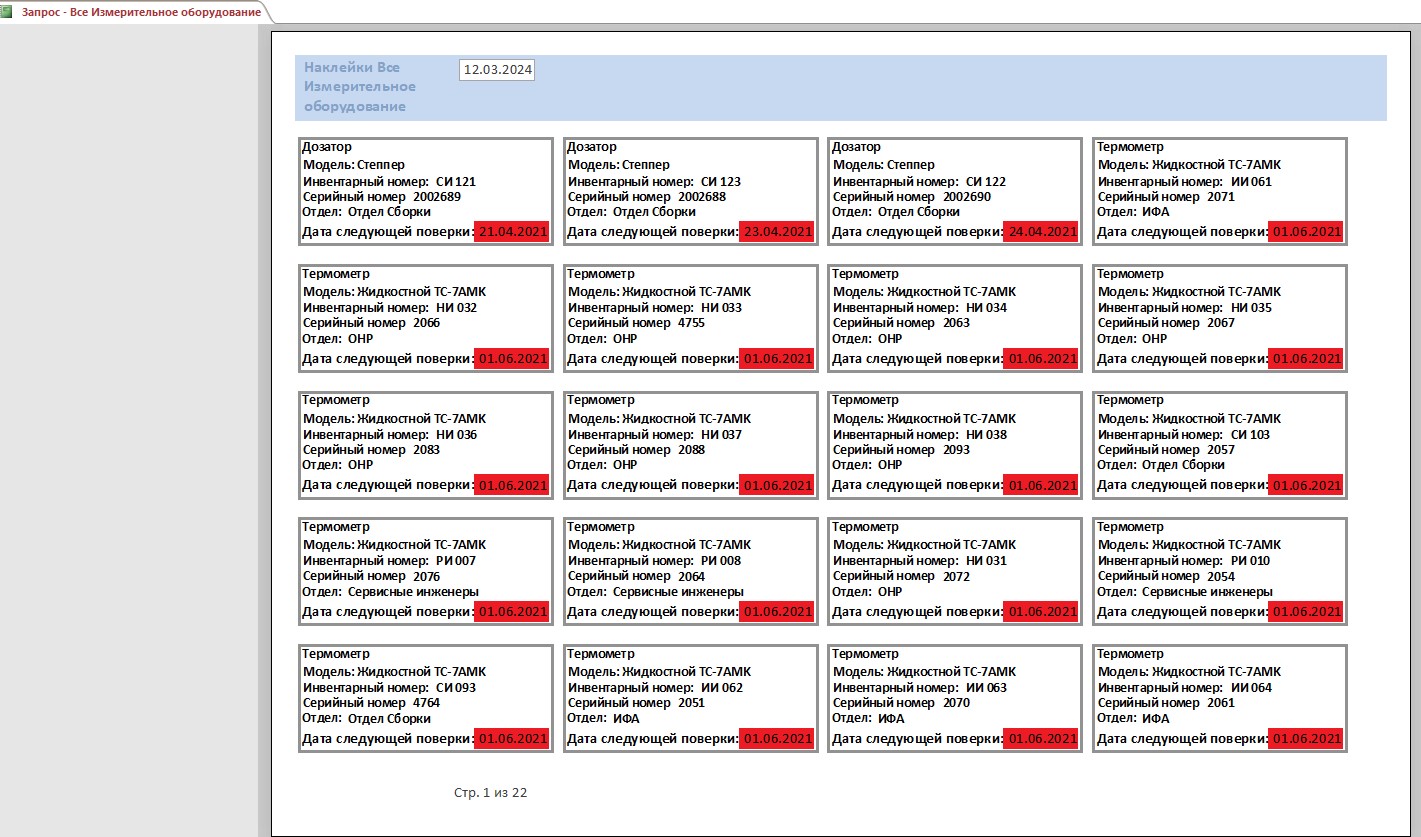 Запрос - Все Измерительное оборудование
Наклейки Все
Измерительное
оборудование
12.03.2024
Дозатор
Модель: Степпер
Инвентарный номер: СИ 121
Серийный номер 2002689
Отдел: Отдел Сборки
Дата следующей поверки: 21.04.2021
Дозатор
Модель: Степпер
Инвентарный номер: СИ 123
Серийный номер 2002688
Отдел: Отдел Сборки
Дата следующей поверки: 23.04.2021
Дозатор
Модель: Степпер
Инвентарный номер: СИ 122
Серийный номер 2002690
Отдел: Отдел Сборки
Дата следующей поверки: 24.04.2021
Термометр
Модель: Жидкостной ТС-7АМК
Инвентарный номер: ИИ 061
Серийный номер 2071
Отдел: ИФА
Дата следующей поверки: 01.06.2021
Термометр
Модель: Жидкостной ТС-7АМК
Инвентарный номер: НИ 032
Серийный номер 2066
Отдел: ОНР
Дата следующей поверки: 01.06.2021
Термометр
Модель: Жидкостной ТС-7АМК
Инвентарный номер: НИ 033
Серийный номер 4755
Отдел: ОНР
Дата следующей поверки: 01.06.2021
Термометр
Модель: Жидкостной ТС-7АМК
Инвентарный номер: НИ 034
Серийный номер 2063
Отдел: ОНР
Дата следующей поверки: 01.06.2021
Термометр
Модель: Жидкостной ТС-7АМК
Инвентарный номер: НИ 035
Серийный номер 2067
Отдел: ОНР
Дата следующей поверки: 01.06.2021
Термометр
Модель: Жидкостной ТС-7АМК
Инвентарный номер: НИ 036
Серийный номер 2083
Отдел: ОНР
Дата следующей поверки: 01.06.2021
Термометр
Модель: Жидкостной ТС-7АМК
Инвентарный номер: НИ 037
Серийный номер 2088
Отдел: ОНР
Дата следующей поверки: 01.06.2021
Термометр
Модель: Жидкостной ТС-7АМК
Инвентарный номер: НИ 038
Серийный номер 2093
Отдел: ОНР
Дата следующей поверки: 01.06.2021
Термометр
Модель: Жидкостной ТС-7АМК
Инвентарный номер: СИ 103
Серийный номер 2057
Отдел: Отдел Сборки
Дата следующей поверки: 01.06.2021
Термометр
Модель: Жидкостной ТС-7АМК
Инвентарный номер: РИ 007
Серийный номер 2076
Отдел: Сервисные инженеры
Дата следующей поверки: 01.06.2021
Термометр
Модель: Жидкостной ТС-7АМК
Инвентарный номер: РИ 008
Серийный номер 2064
Отдел: Сервисные инженеры
Дата следующей поверки: 01.06.2021
Термометр
Модель: Жидкостной ТС-7АМК
Инвентарный номер: НИ 031
Серийный номер 2072
Отдел: ОНР
Дата следующей поверки: 01.06.2021
Термометр
Модель: Жидкостной ТС-7АМК
Инвентарный номер: РИ 010
Серийный номер 2054
Отдел: Сервисные инженеры
Дата следующей поверки: 01.06.2021
Термометр
Модель: Жидкостной ТС-7АМК
Инвентарный номер: СИ 093
Серийный номер 4764
Отдел: Отдел Сборки
Дата следующей поверки: 01.06.2021
Термометр
Модель: Жидкостной ТС-7АМК
Инвентарный номер: ИИ 062
Серийный номер 2051
Отдел: ИФА
Дата следующей поверки: 01.06.2021
Термометр
Модель: Жидкостной ТС-7АМК
Инвентарный номер: ИИ 063
Серийный номер 2070
Отдел: ИФА
Дата следующей поверки: 01.06.2021
Термометр
Модель: Жидкостной ТС-7АМК
Инвентарный номер: ИИ 064
Серийный номер 2061
Отдел: ИФА
Дата следующей поверки: 01.06.2021
Стр. 1 из 22